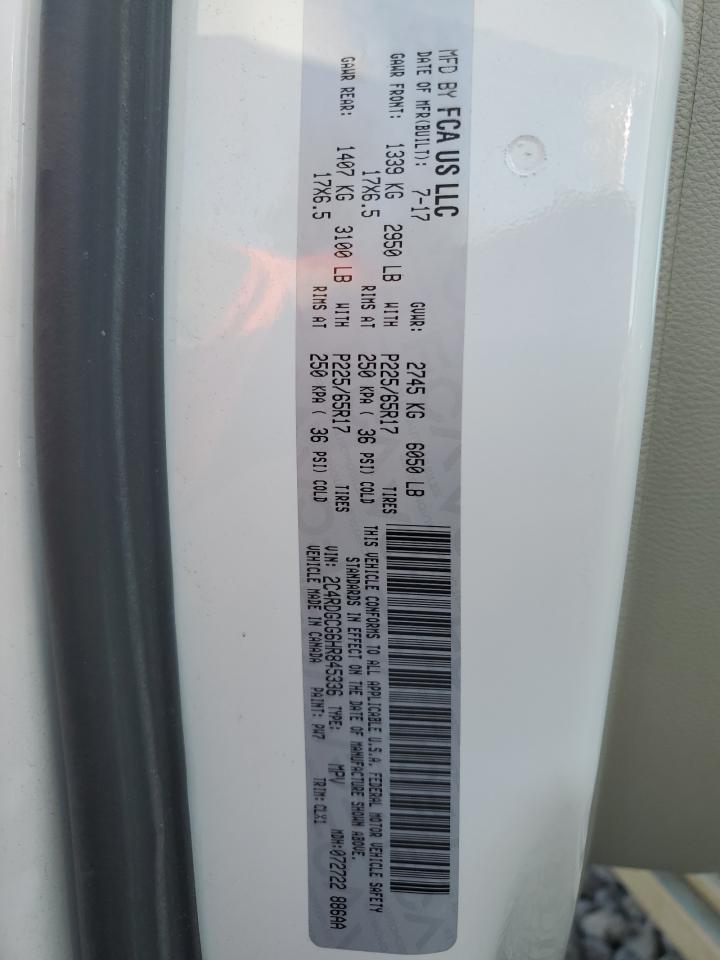 MFD BY FCA US LLC
DATE OF MFR(BUILT): 7-17 GVWR: 2745 KG 6050 LB
GAWR FRONT: 1339 KG 2950 LB WITH P225/65R17 TIRES
17X6.5 RIMS AT 250 KPA ( 36 PSI) COLD
GAWR REAR: 1407 KG 3100 LB WITH P225/65R17 TIRES
17X6.5 RIMS AT 250 KPA ( 36 PSI) COLD
THIS VEHICLE CONFORMS TO ALL APPLICABLE U.S.A. FEDERAL MOTOR VEHICLE SAFETY
STANDARDS IN EFFECT ON THE DATE OF MANUFACTURE SHOWN ABOVE.
VIN: 2C4RDGCG6HR845336 TYPE: MPV MDH:072722 886AA
VEHICLE MADE IN CANADA PAINT: PW7 TRIM: CLX1